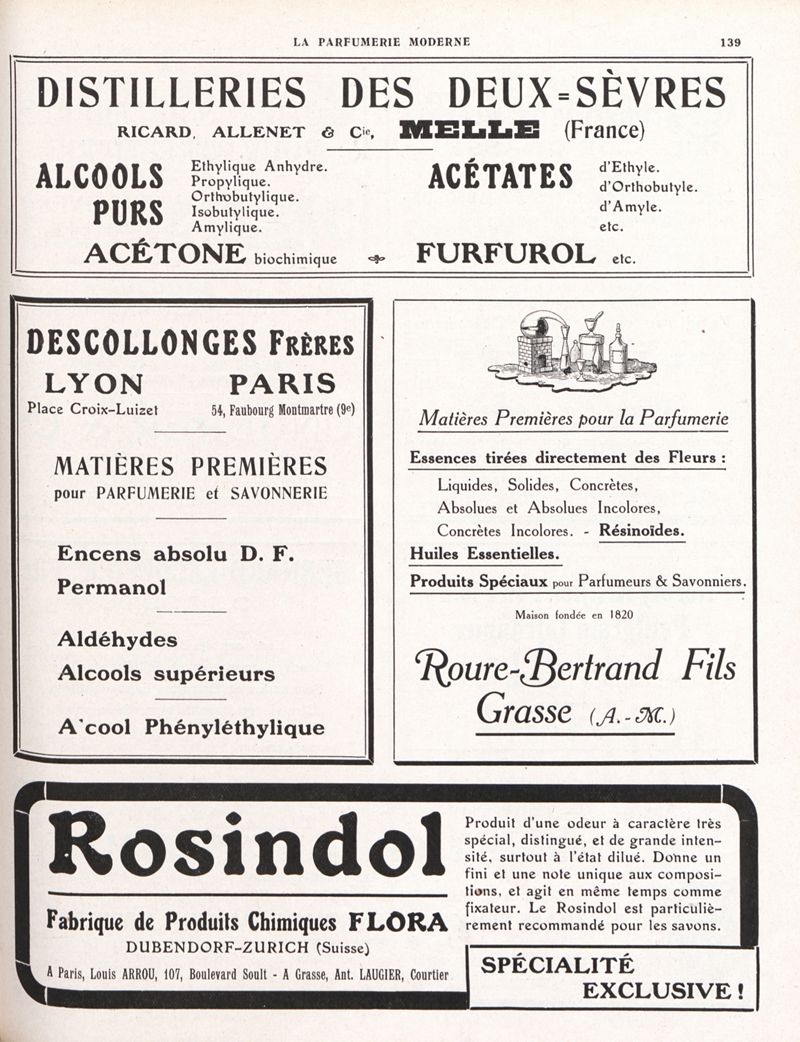 LA PARFUMERIE MODERNE 139
DISTILLERIES DES DEUX=SÈVRES
RICARD, ALLENET & Cie, MELLE (France)
ALCOOLS PURS
Ethylique Anhydre.
Propylique.
Orthobutylique.
Isobutylique.
Amylique.
ACÉTATES
d'Ethyle.
d'Orthobutyle.
d'Amyle.
etc.
ACÉTONE biochimique FURFUROL etc.
DESCOLLONGES FRÈRES
LYON PARIS
Place Croix-Luizet 54, Faubourg Montmartre (9e)
MATIÈRES PREMIÈRES
pour PARFUMERIE et SAVONNERIE
Encens absolu D. F.
Permanol
Aldéhydes
Alcools supérieurs
A'cool Phényléthylique
Matières Premières pour la Parfumerie
Essences tirées directement des Fleurs :
Liquides, Solides, Concrètes,
Absolues et Absolues Incolores,
Concrètes Incolores. - Résinoïdes.
Huiles Essentielles.
Produits Spéciaux pour Parfumeurs & Savonniers.
Maison fondée en 1820
Roure-Bertrand Fils
Grasse (A.-M.)
Rosindol
Fabrique de Produits Chimiques FLORA
DUBENDORF-ZURICH (Suisse)
A Paris, Louis ARROU, 107, Boulevard Soult - A Grasse, Ant. LAUGIER, Courtier
Produit d'une odeur à caractère très
spécial, distingué, et de grande inten-
sité, surtout à l'état dilué. Donne un
fini et une note unique aux composi-
tions, et agit en même temps comme
fixateur. Le Rosindol est particuliè-
rement recommandé pour les savons.
SPÉCIALITÉ
EXCLUSIVE !